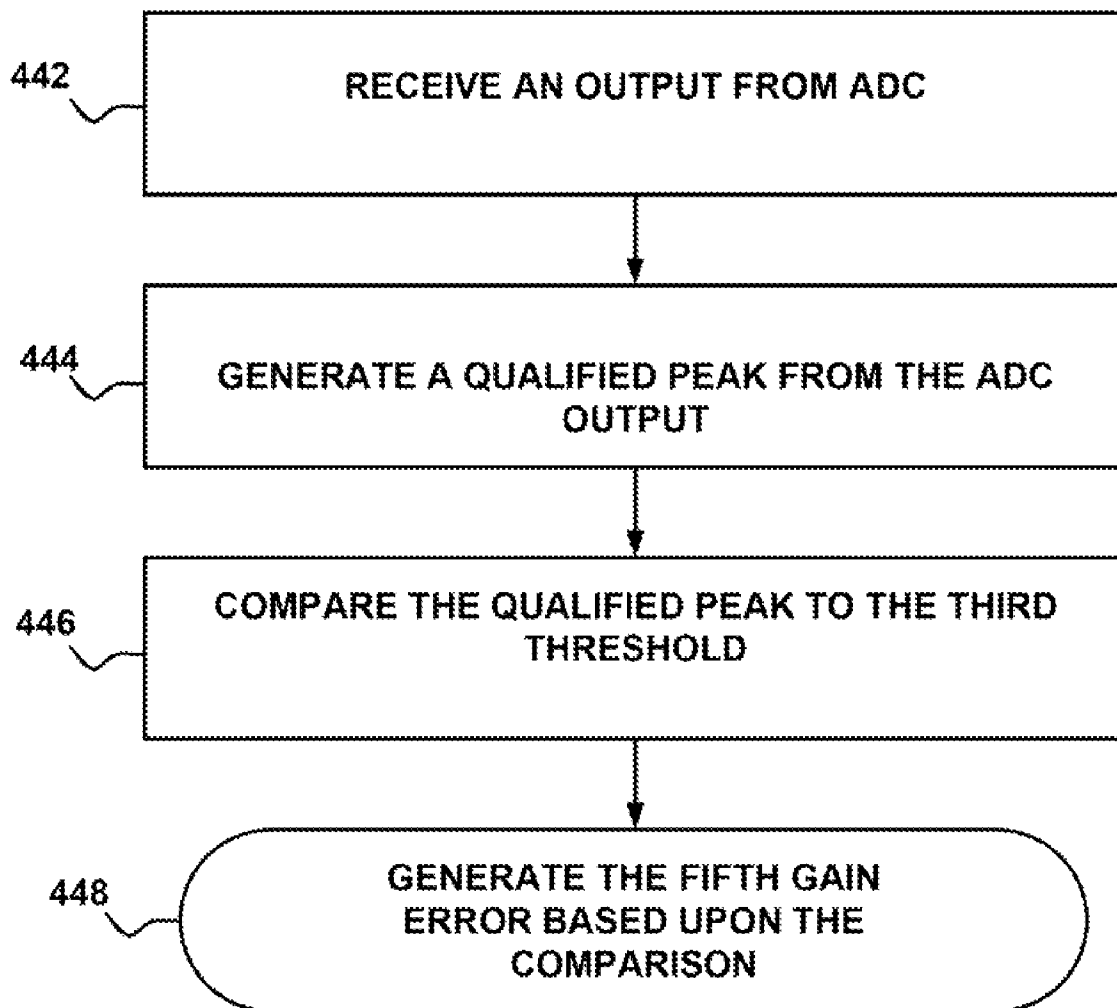 442
RECEIVE AN OUTPUT FROM ADC
444
GENERATE A QUALIFIED PEAK FROM THE ADC
OUTPUT
446
COMPARE THE QUALIFIED PEAK TO THE THIRD
THRESHOLD
448
GENERATE THE FIFTH GAIN
ERROR BASED UPON THE
COMPARISON